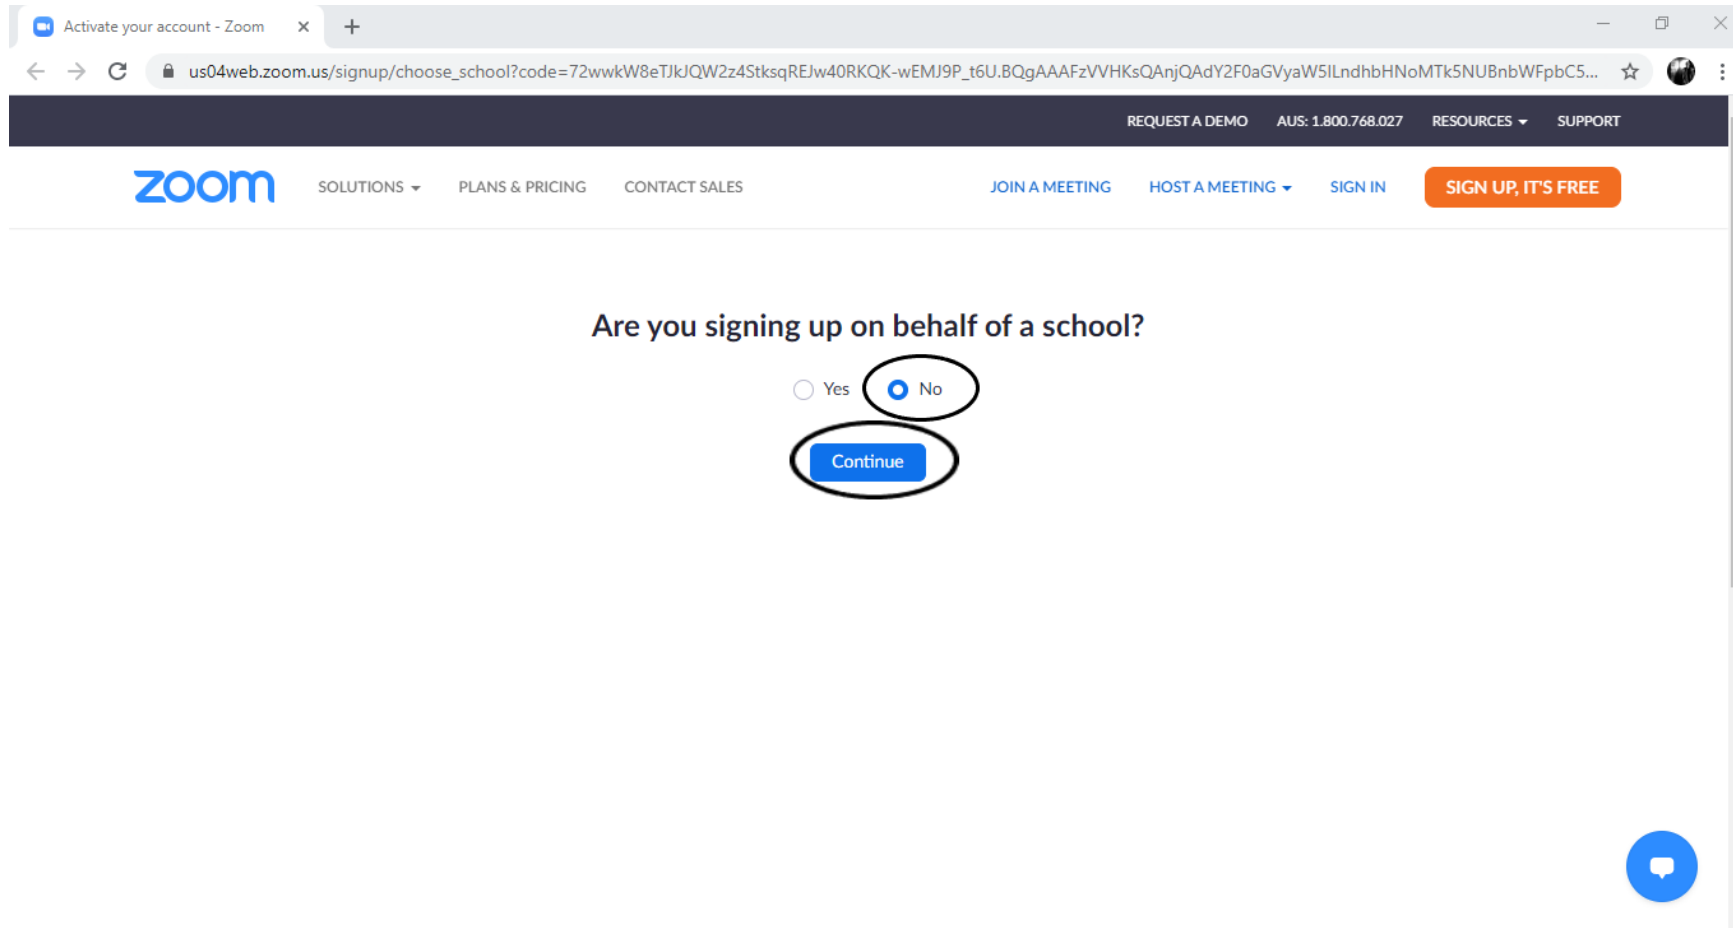 Activate your account - Zoom
us04web.zoom.us/signup/choose_school?code=72wwkW8eTJkJQW2z4StksqREJw40RKQK-wEMJ9P_t6U.BQgAAAFzVVHKsQAnjQAdY2F0aGVyaW5lLndhbHNoMTk5NUBnbWFpbC5...
REQUEST A DEMO AUS: 1.800.768.027 RESOURCES SUPPORT
zoom SOLUTIONS PLANS & PRICING CONTACT SALES JOIN A MEETING HOST A MEETING SIGN IN SIGN UP, IT'S FREE
Are you signing up on behalf of a school?
Yes No
Continue